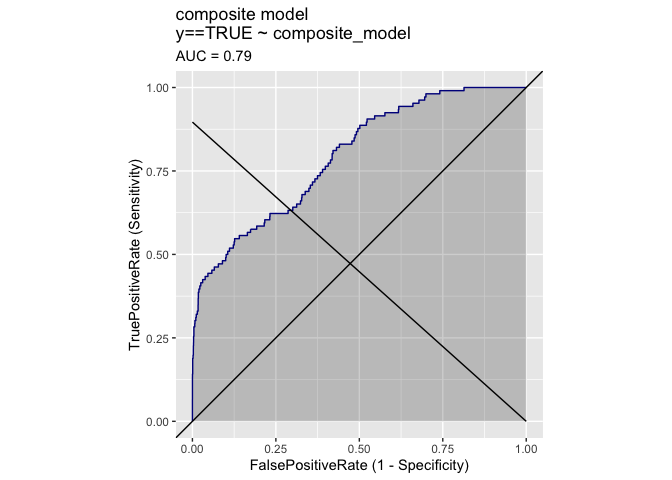 composite model
y==TRUE ~ composite_model
AUC = 0.79
1.00
0.75
0.50
0.25
0.00
TruePositiveRate (Sensitivity)
0.00 0.25 0.50 0.75 1.00
FalsePositiveRate (1 - Specificity)